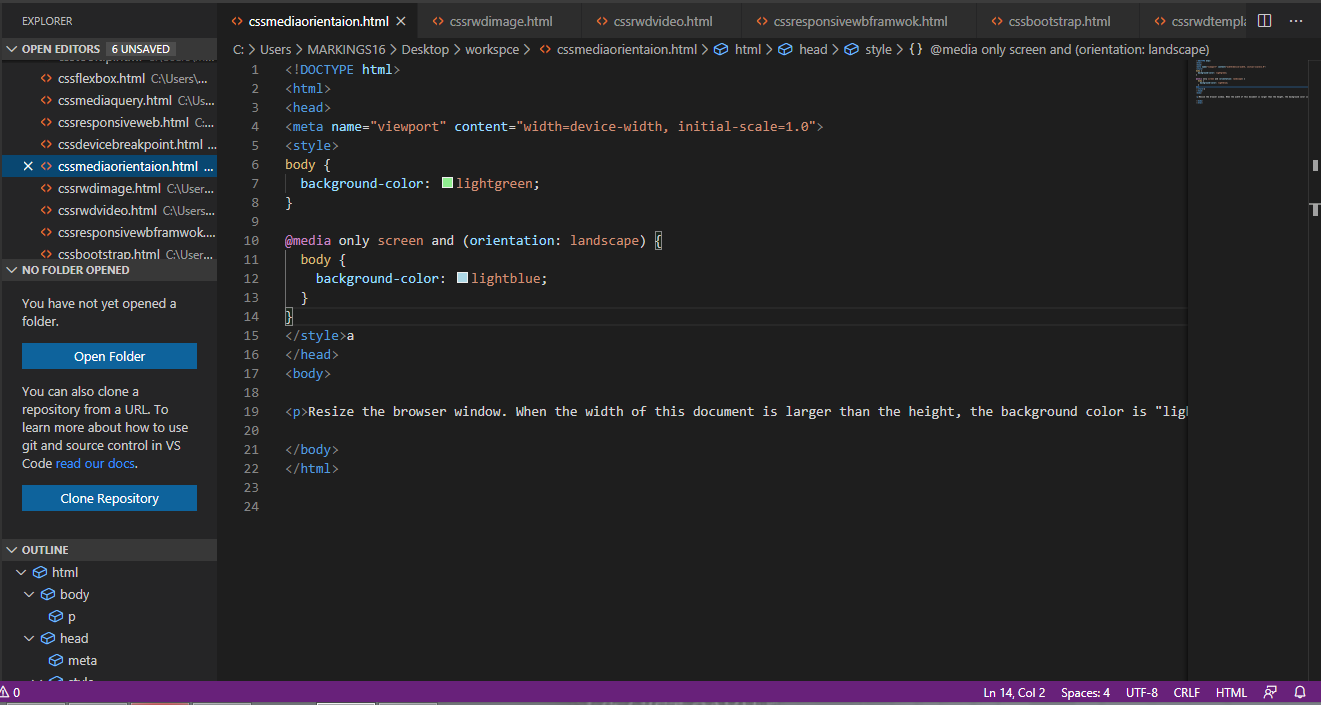 EXPLORER
cssmediaorientaion.html
cssrwdimage.html
cssrwdvideo.html
cssresponsivewbframwok.html
cssbootstrap.html
cssrwdtempla
OPEN EDITORS 6 UNSAVED
C: > Users > MARKINGS16 > Desktop > workspce > cssmediaorientaion.html > html > head > style > {} @media only screen and (orientation: landscape)
cssflexbox.html C:\Users\...
cssmediaquery.html C:\Us...
cssresponsiveweb.html C:...
cssdevicebreakpoint.html ...
cssmediaorientaion.html ...
cssrwdimage.html C:\User...
cssrwdvideo.html C:\Users...
cssresponsivewbframwok....
cssbootstrap.html C:\User...
NO FOLDER OPENED
You have not yet opened a
folder.
Open Folder
You can also clone a
repository from a URL. To
learn more about how to use
git and source control in VS
Code read our docs.
Clone Repository
OUTLINE
html
body
p
head
meta
style
1 <!DOCTYPE html>
2 <html>
3 <head>
4 <meta name="viewport" content="width=device-width, initial-scale=1.0">
5 <style>
6 body {
7 background-color: lightgreen;
8 }
9
10 @media only screen and (orientation: landscape) {
11 body {
12 background-color: lightblue;
13 }
14 }
15 </style>a
16 </head>
17 <body>
18
19 <p>Resize the browser window. When the width of this document is larger than the height, the background color is "lig
20
21 </body>
22 </html>
23
24
0
Ln 14, Col 2
Spaces: 4
UTF-8
CRLF
HTML